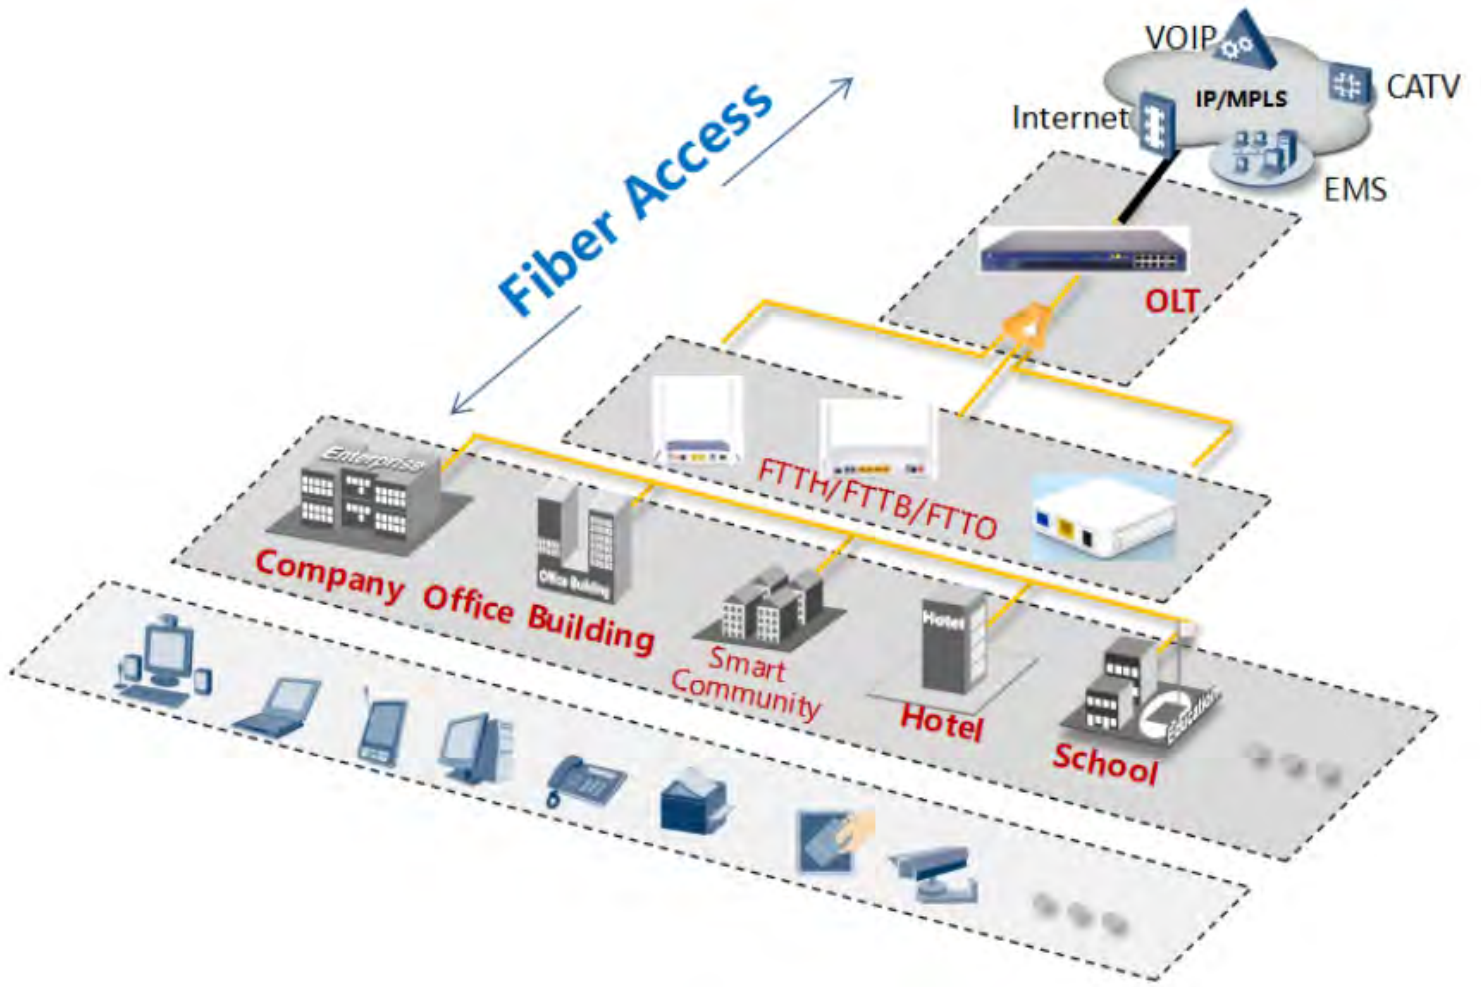 VOIP
IP/MPLS
CATV
Internet
EMS
Fiber Access
OLT
FTTH/FTTB/FTTO
Enterprise
Company
Office Building
Office Building
Smart
Community
Hotel
Hotel
Education
School